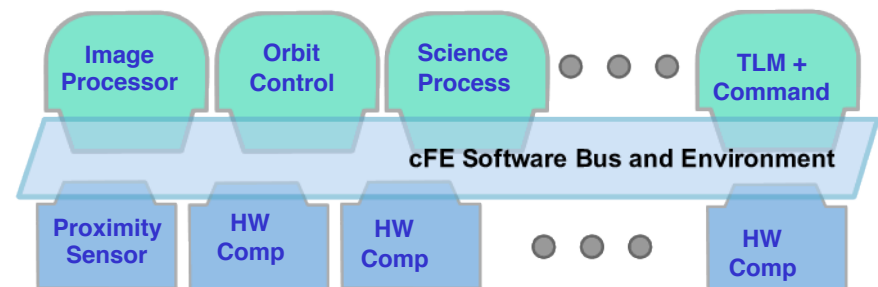 Image
Processor
Orbit
Control
Science
Process
TLM +
Command
cFE Software Bus and Environment
Proximity
Sensor
HW
Comp
HW
Comp
HW
Comp